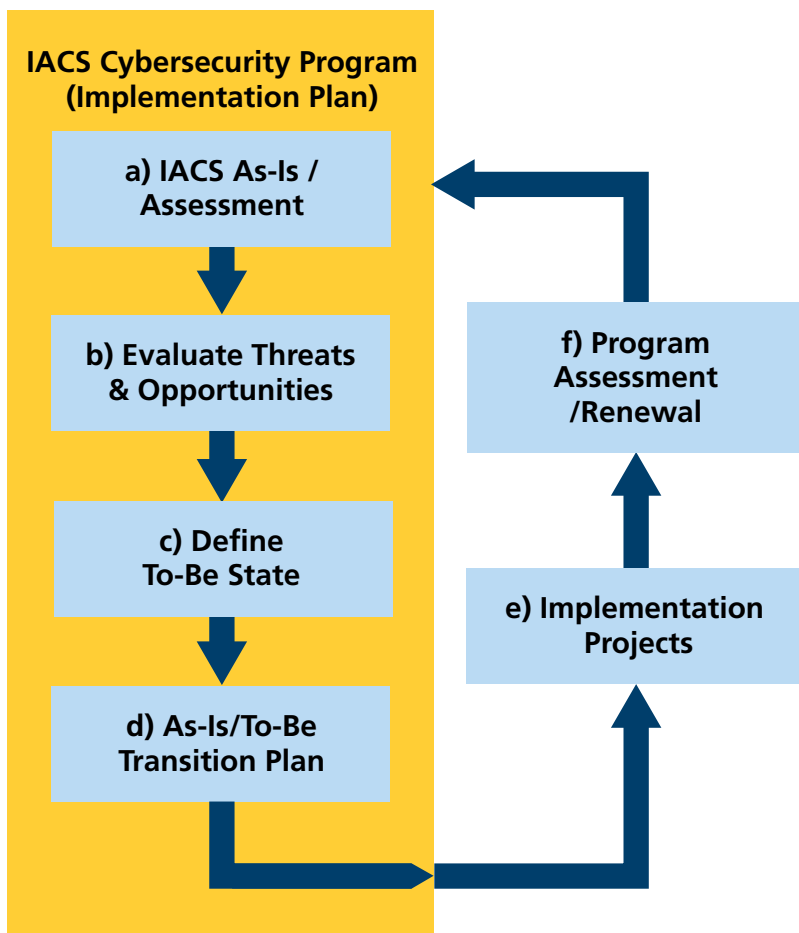 IACS Cybersecurity Program
(Implementation Plan)
a) IACS As-Is /
Assessment
b) Evaluate Threats
& Opportunities
c) Define
To-Be State
d) As-Is/To-Be
Transition Plan
e) Implementation
Projects
f) Program
Assessment
/Renewal